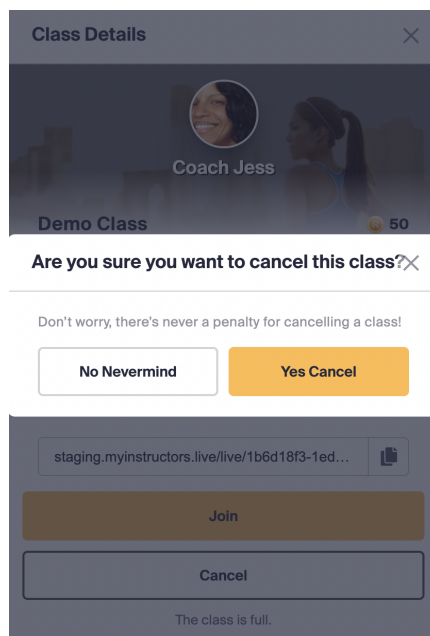 Class Details
Coach Jess
Demo Class
50
Are you sure you want to cancel this class?
Don't worry, there's never a penalty for cancelling a class!
No Nevermind
Yes Cancel
staging.myinstructors.live/live/1b6d18f3-1ed...
Join
Cancel
The class is full.